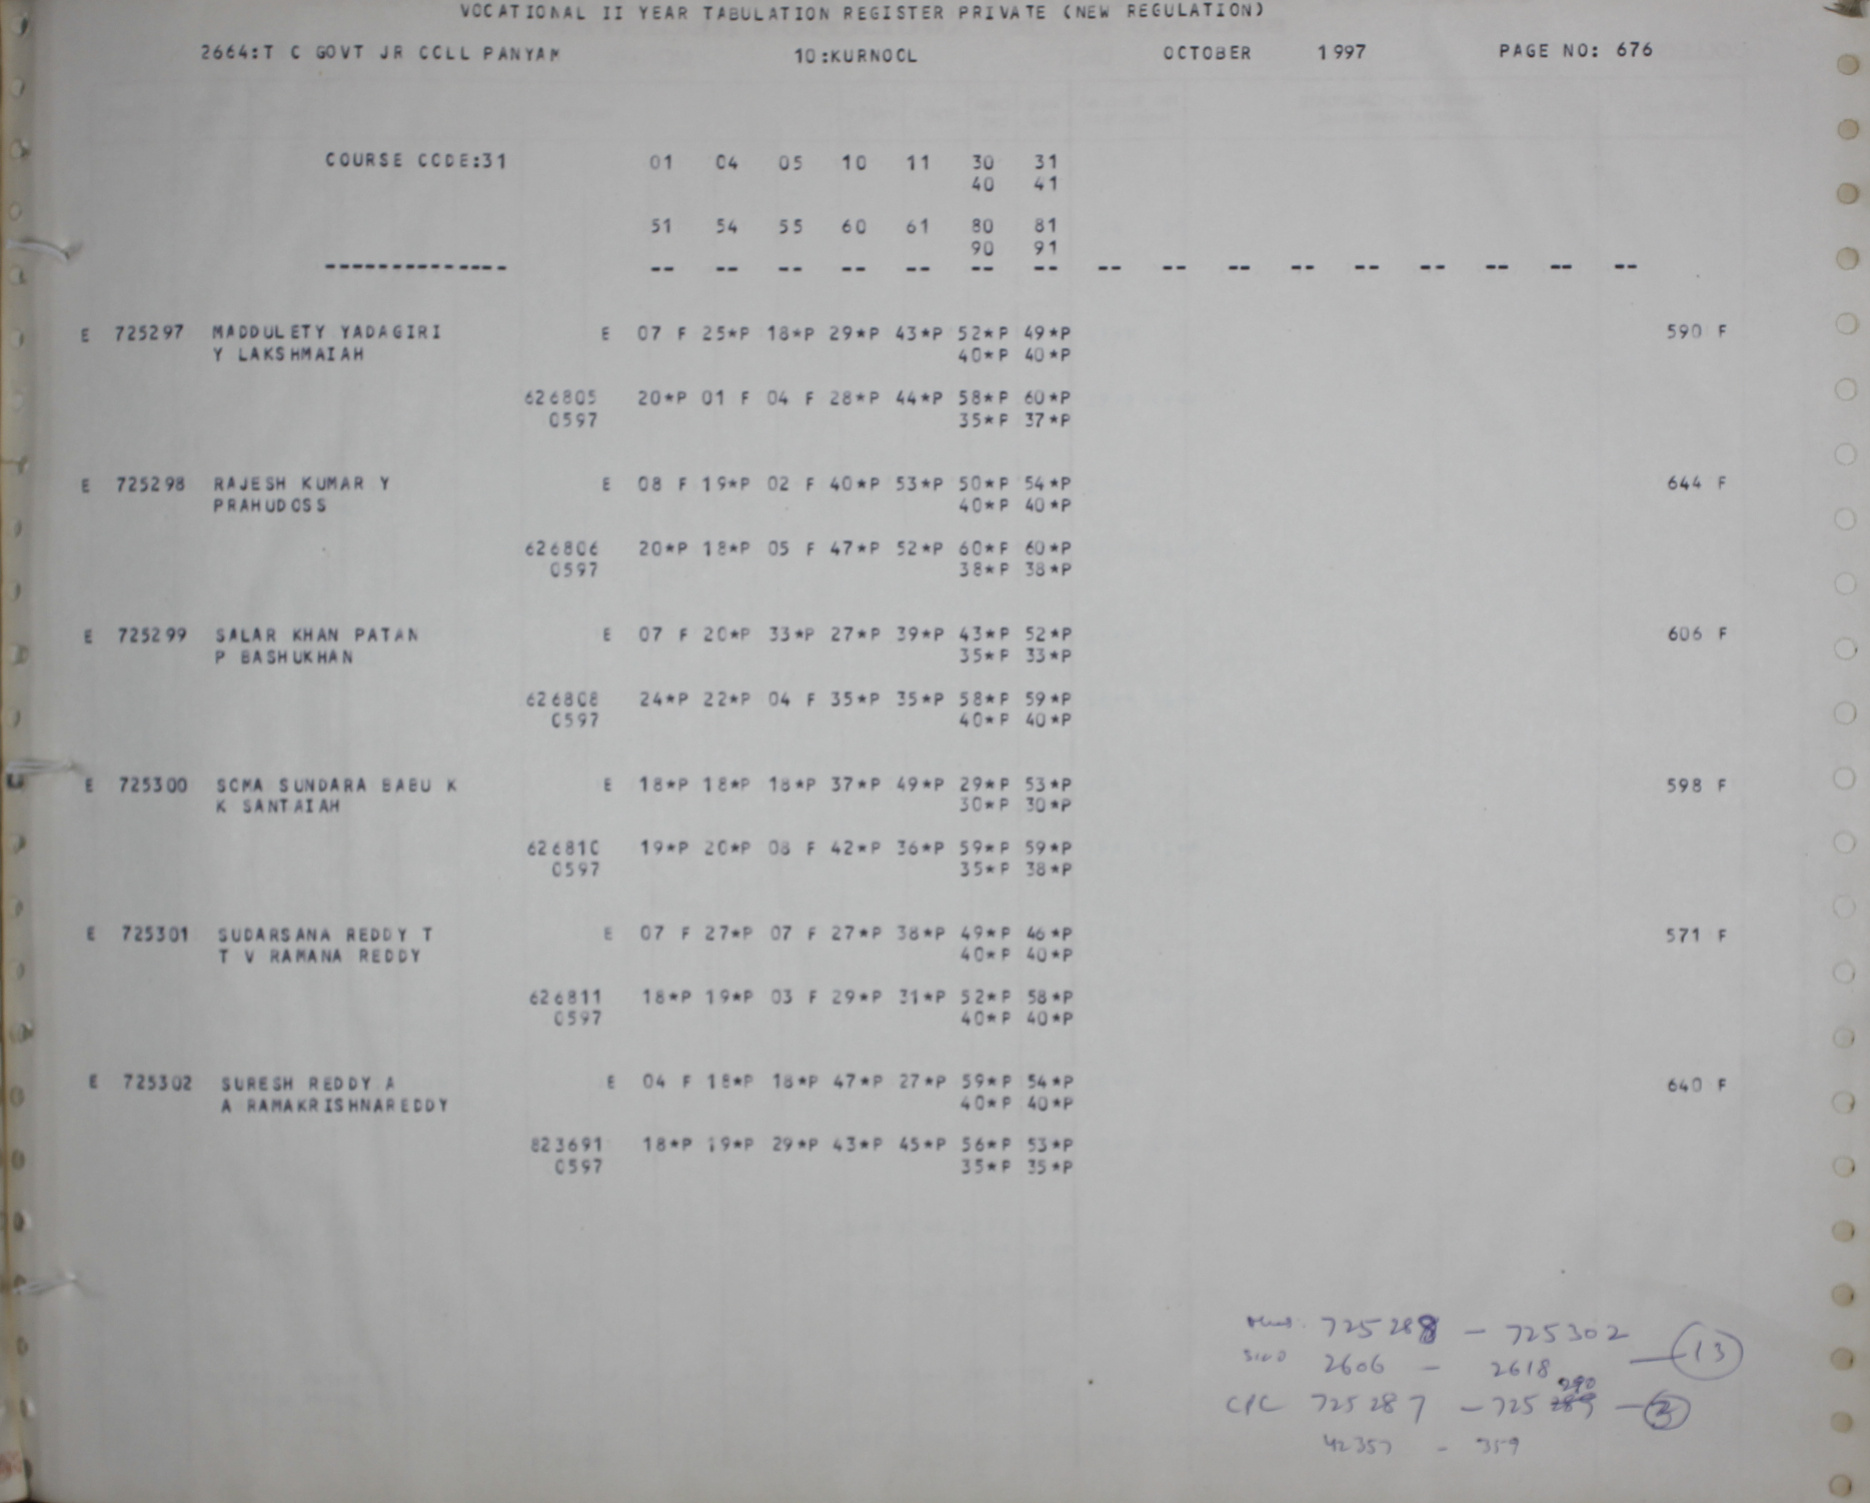 VOCATIONAL II YEAR TABULATION REGISTER PRIVATE (NEW REGULATION)
2664:T C GOVT JR CCLL PANYAM 10:KURNOCL OCTOBER 1997 PAGE NO: 676
COURSE CCDE:31 01 04 05 10 11 30 31
40 41
51 54 55 60 61 80 81
90 91
-------------- -- -- -- -- -- -- -- -- -- -- -- -- -- -- -- --
E 725297 MADDULETY YADAGIRI E 07 F 25*P 18*P 29*P 43*P 52*P 49*P 590 F
Y LAKSHMAIAH 40*P 40*P
626805 20*P 01 F 04 F 28*P 44*P 58*P 60*P
0597 35*P 37*P
E 725298 RAJESH KUMAR Y E 08 F 19*P 02 F 40*P 53*P 50*P 54*P 644 F
PRAHUDOSS 40*P 40*P
626806 20*P 18*P 05 F 47*P 52*P 60*P 60*P
0597 38*P 38*P
E 725299 SALAR KHAN PATAN E 07 F 20*P 33*P 27*P 39*P 43*P 52*P 606 F
P BASHUKHAN 35*P 33*P
626808 24*P 22*P 04 F 35*P 35*P 58*P 59*P
0597 40*P 40*P
E 725300 SCMA SUNDARA BABU K E 18*P 18*P 18*P 37*P 49*P 29*P 53*P 598 F
K SANTAIAH 30*P 30*P
626810 19*P 20*P 08 F 42*P 36*P 59*P 59*P
0597 35*P 38*P
E 725301 SUDARSANA REDDY T E 07 F 27*P 07 F 27*P 38*P 49*P 46*P 571 F
T V RAMANA REDDY 40*P 40*P
626811 18*P 19*P 03 F 29*P 31*P 52*P 58*P
0597 40*P 40*P
E 725302 SURESH REDDY A E 04 F 18*P 18*P 47*P 27*P 59*P 54*P 640 F
A RAMAKRISHNAREDDY 40*P 40*P
823691 18*P 19*P 29*P 43*P 45*P 56*P 53*P
0597 35*P 35*P
725288 - 725302
2606 - 2618 - 13
290
CPC 725287 - 725 - 3
42357 - 359